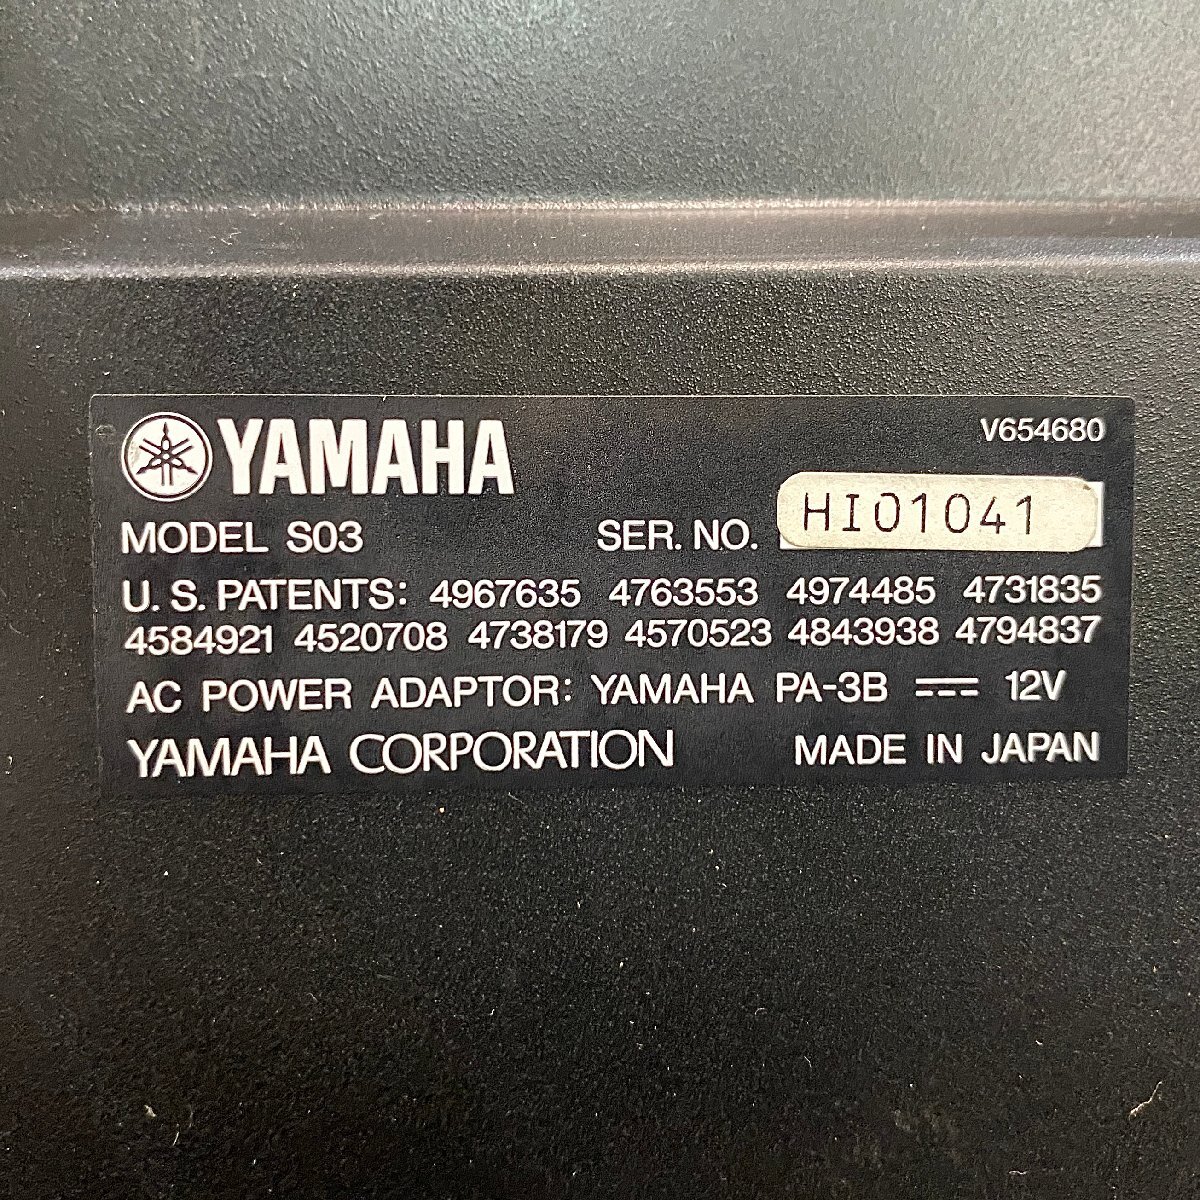 V654680
YAMAHA
MODEL S03 SER. NO. HI01041
U.S. PATENTS: 4967635 4763553 4974485 4731835
4584921 4520708 4738179 4570523 4843938 4794837
AC POWER ADAPTOR: YAMAHA PA-3B 12V
YAMAHA CORPORATION MADE IN JAPAN